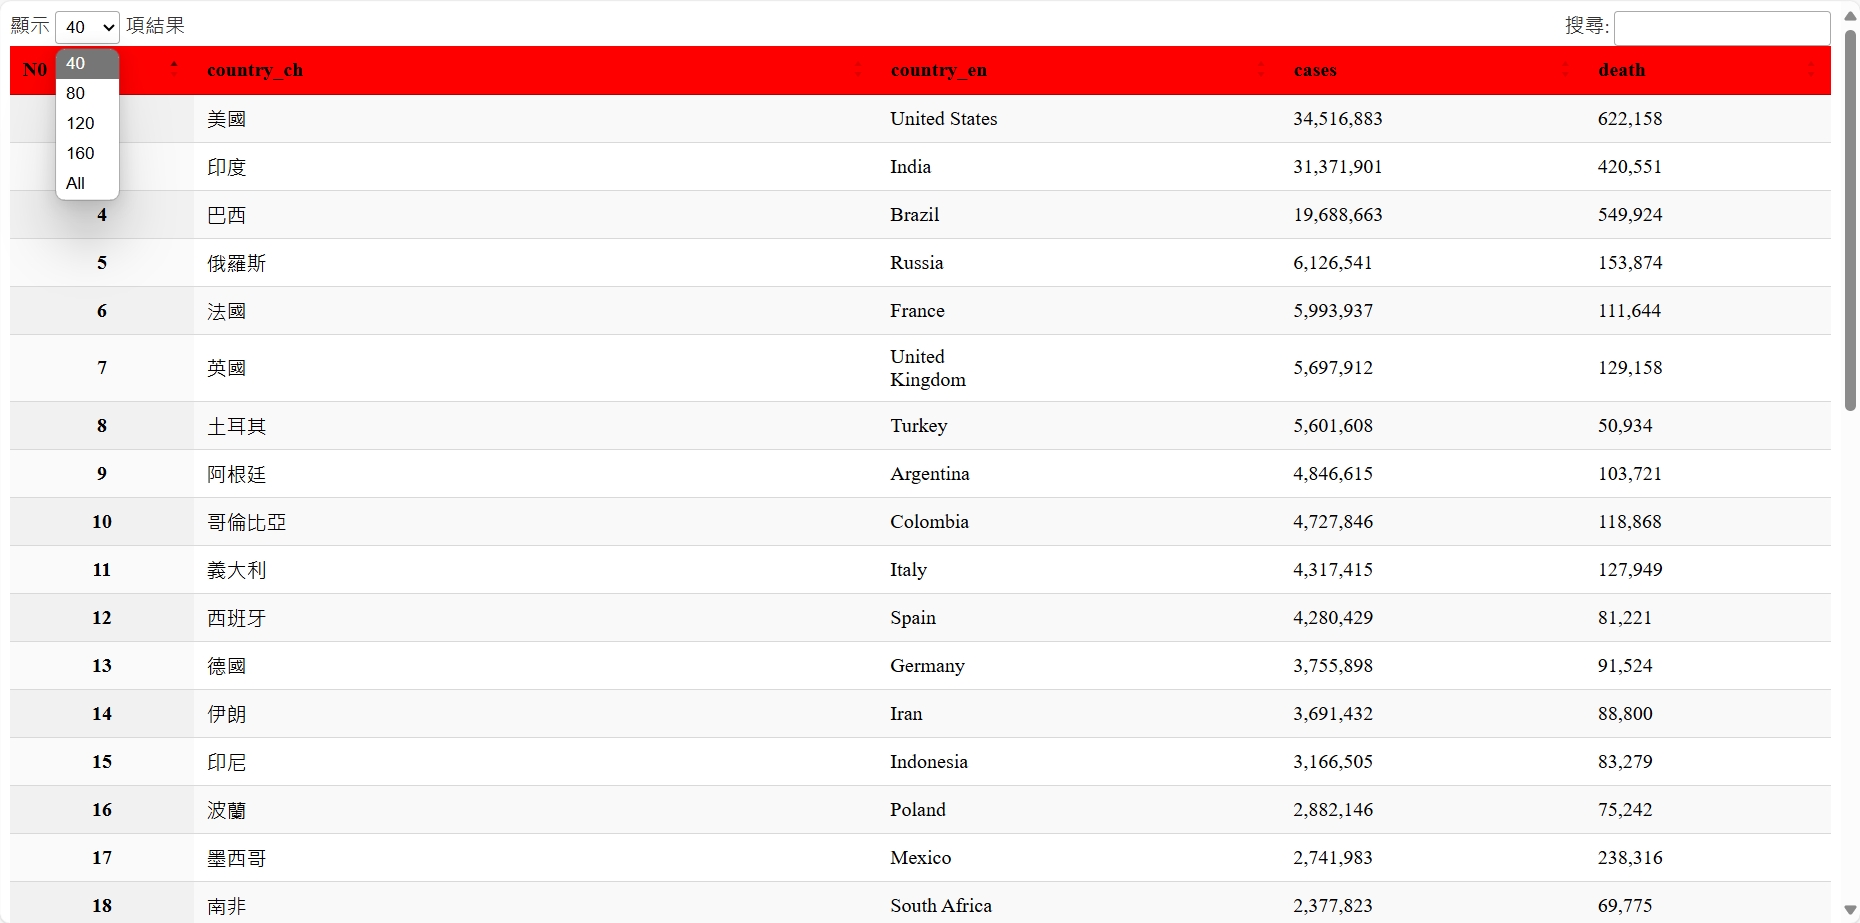 顯示 40 項結果 搜尋:
40
80
120
160
All
N0 country_ch country_en cases death
美國 United States 34,516,883 622,158
印度 India 31,371,901 420,551
4 巴西 Brazil 19,688,663 549,924
5 俄羅斯 Russia 6,126,541 153,874
6 法國 France 5,993,937 111,644
7 英國 United Kingdom 5,697,912 129,158
8 土耳其 Turkey 5,601,608 50,934
9 阿根廷 Argentina 4,846,615 103,721
10 哥倫比亞 Colombia 4,727,846 118,868
11 義大利 Italy 4,317,415 127,949
12 西班牙 Spain 4,280,429 81,221
13 德國 Germany 3,755,898 91,524
14 伊朗 Iran 3,691,432 88,800
15 印尼 Indonesia 3,166,505 83,279
16 波蘭 Poland 2,882,146 75,242
17 墨西哥 Mexico 2,741,983 238,316
18 南非 South Africa 2,377,823 69,775